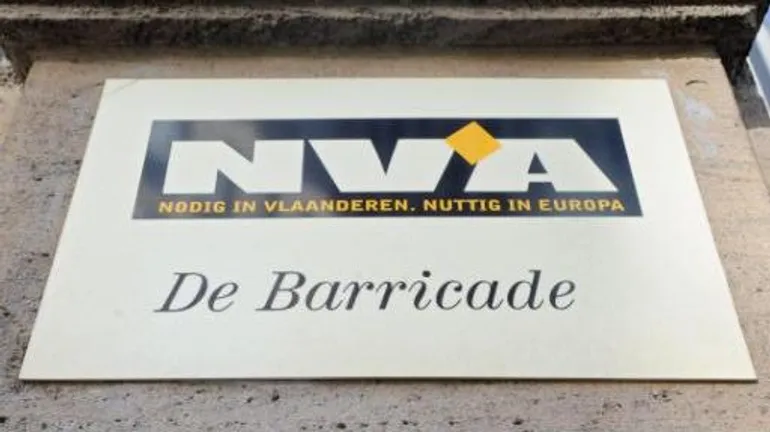 NVA
NODIG IN VLAANDEREN. NUTTIG IN EUROPA
De Barricade